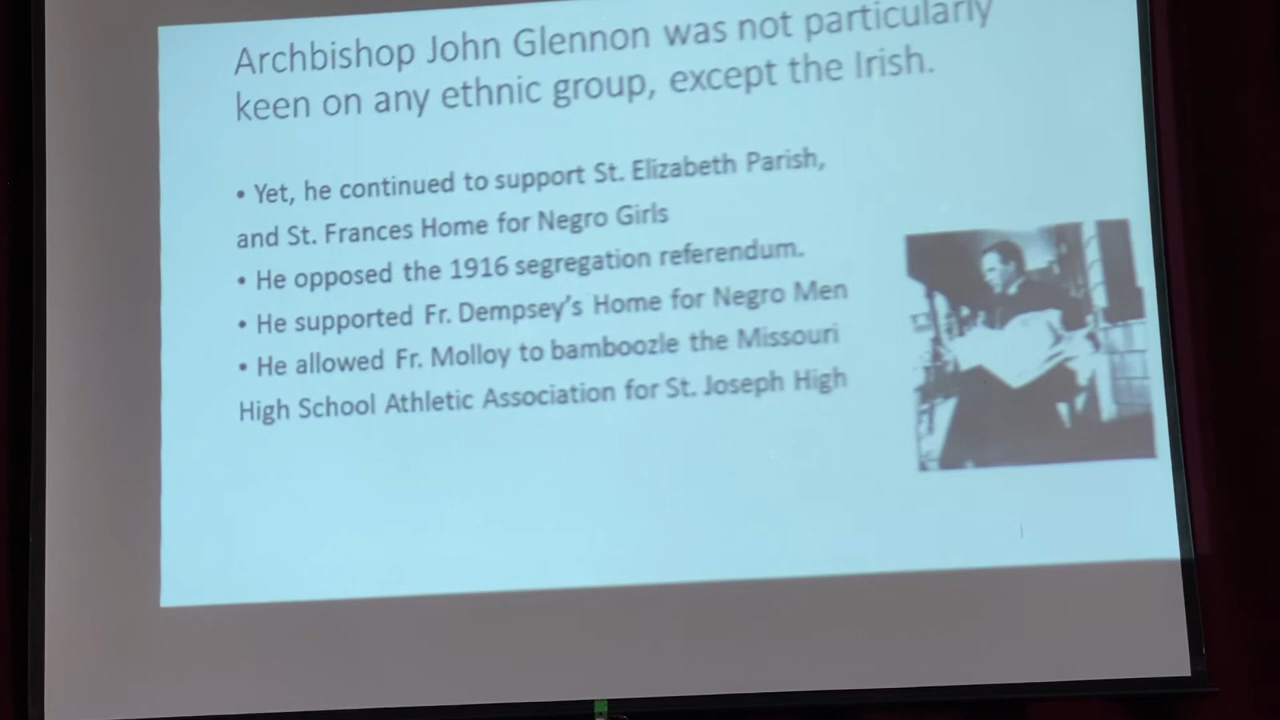 Archbishop John Glennon was not particularly
keen on any ethnic group, except the Irish.
• Yet, he continued to support St. Elizabeth Parish,
and St. Frances Home for Negro Girls
• He opposed the 1916 segregation referendum.
• He supported Fr. Dempsey's Home for Negro Men
• He allowed Fr. Molloy to bamboozle the Missouri
High School Athletic Association for St. Joseph High